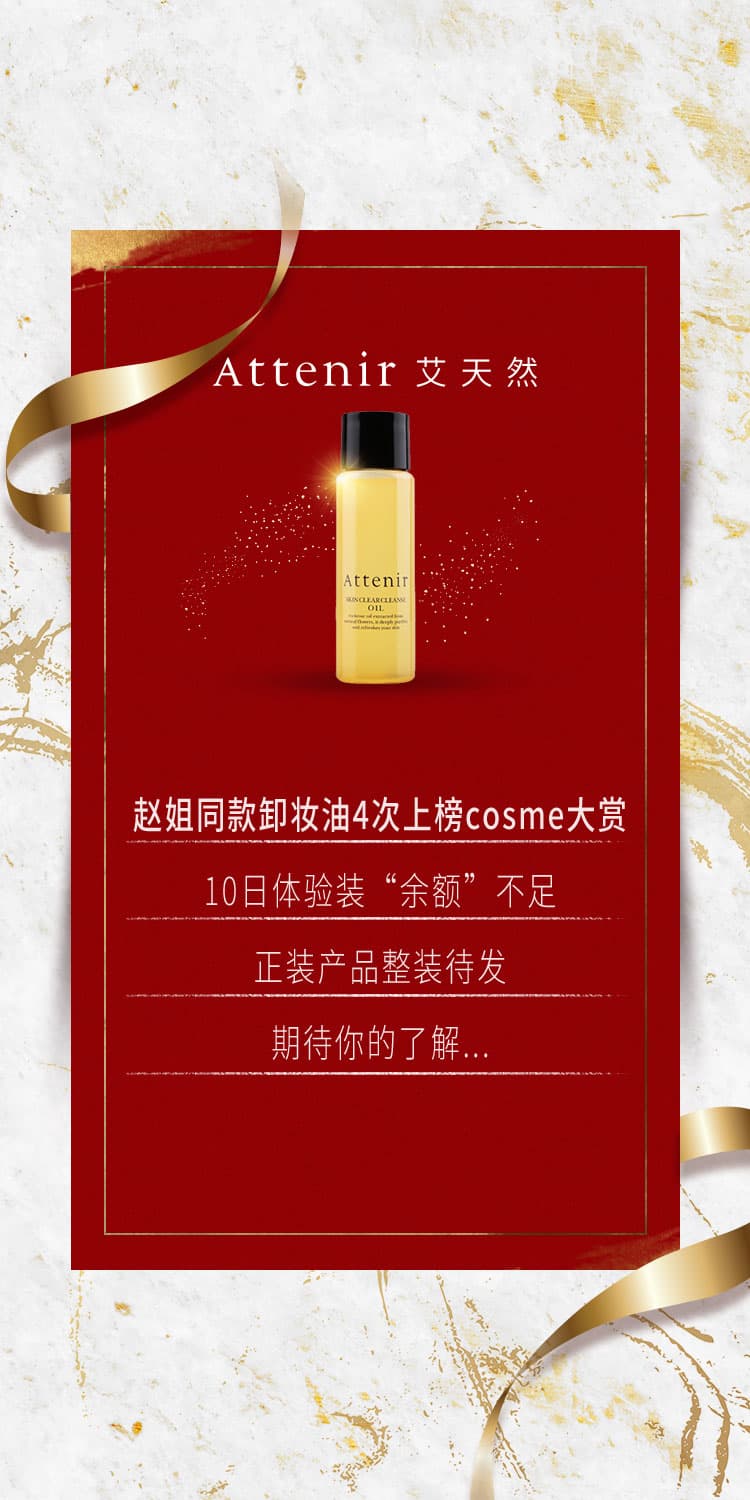 Attenir 艾天然
Attenir
SKIN CLEAR CLEANSE
OIL
赵姐同款卸妆油4次上榜cosme大赏
10日体验装“余额”不足
正装产品整装待发
期待你的了解...